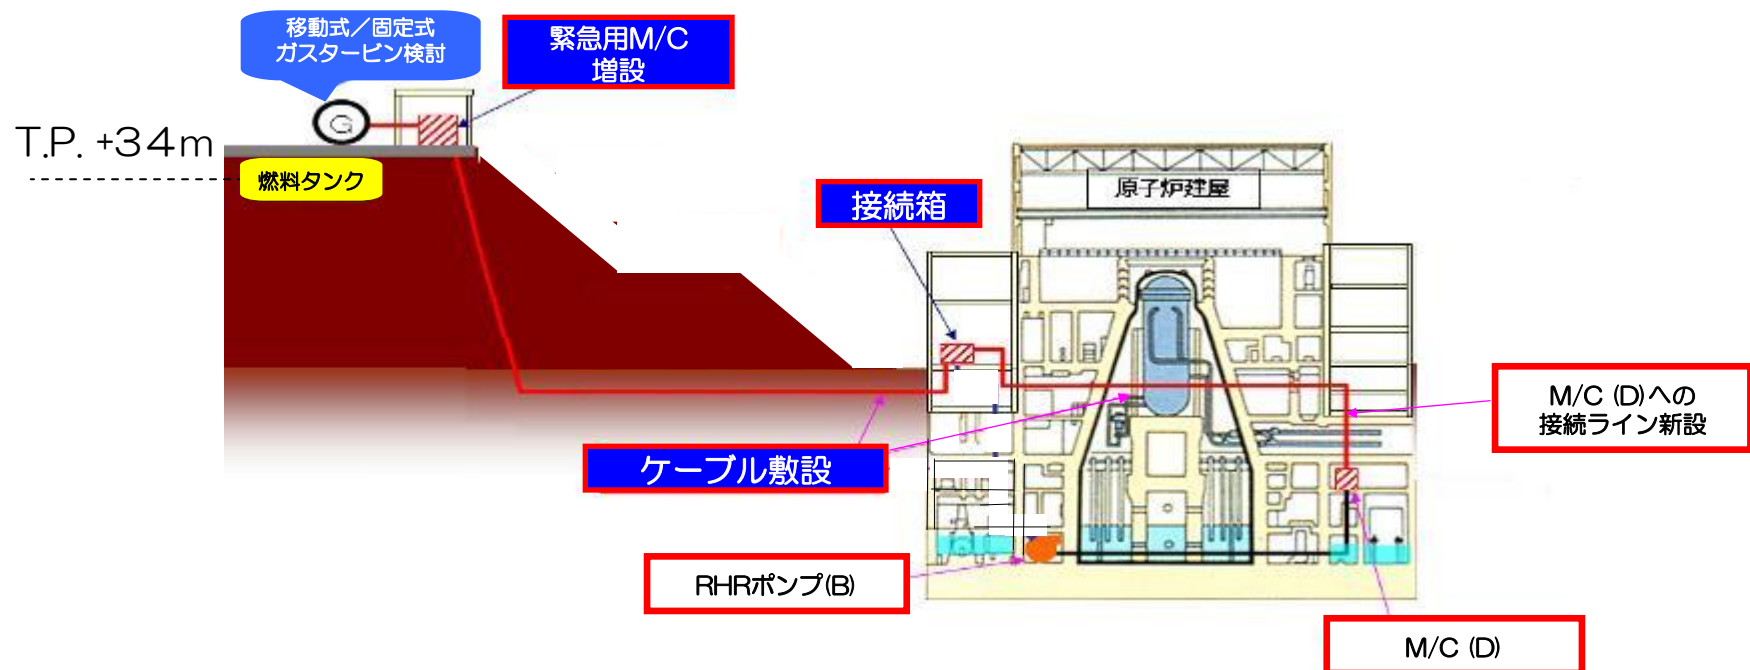 移動式／固定式
ガスタービン検討
緊急用M/C
増設
G
T.P. +34m
燃料タンク
接続箱
原子炉建屋
M/C (D)への
接続ライン新設
ケーブル敷設
RHRポンプ(B)
M/C (D)